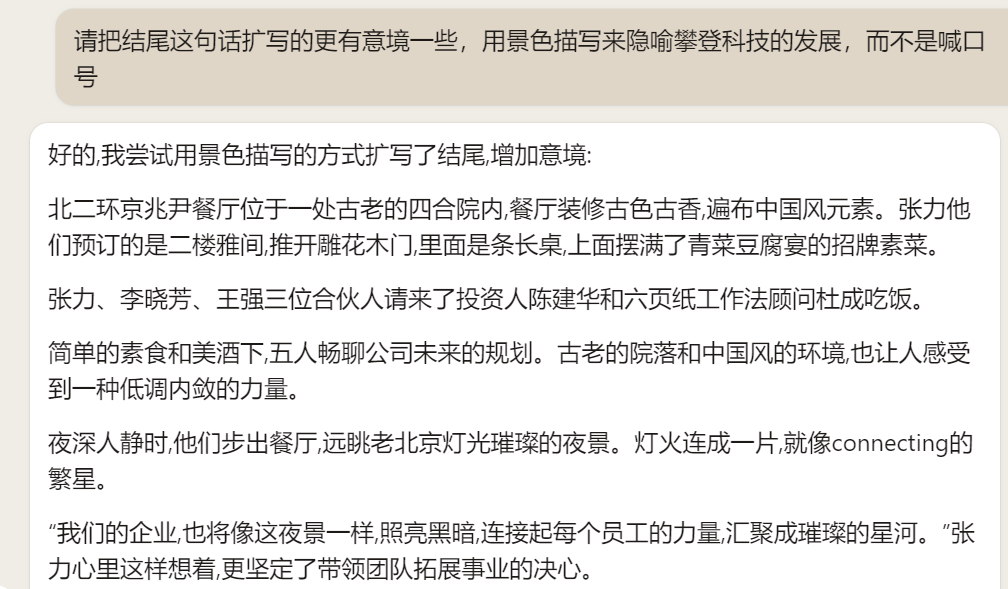 请把结尾这句话扩写的更有意境一些，用景色描写来隐喻攀登科技的发展，而不是喊口
号
好的,我尝试用景色描写的方式扩写了结尾,增加意境:
北二环京兆尹餐厅位于一处古老的四合院内,餐厅装修古色古香,遍布中国风元素。张力他
们预订的是二楼雅间,推开雕花木门,里面是条长桌,上面摆满了青菜豆腐宴的招牌素菜。
张力、李晓芳、王强三位合伙人请来了投资人陈建华和六页纸工作法顾问杜成吃饭。
简单的素食和美酒下,五人畅聊公司未来的规划。古老的院落和中国风的环境,也让人感受
到一种低调内敛的力量。
夜深人静时,他们步出餐厅,远眺老北京灯光璀璨的夜景。灯火连成一片,就像connecting的
繁星。
“我们的企业,也将像这夜景一样,照亮黑暗,连接起每个员工的力量,汇聚成璀璨的星河。”张
力心里这样想着,更坚定了带领团队拓展事业的决心。